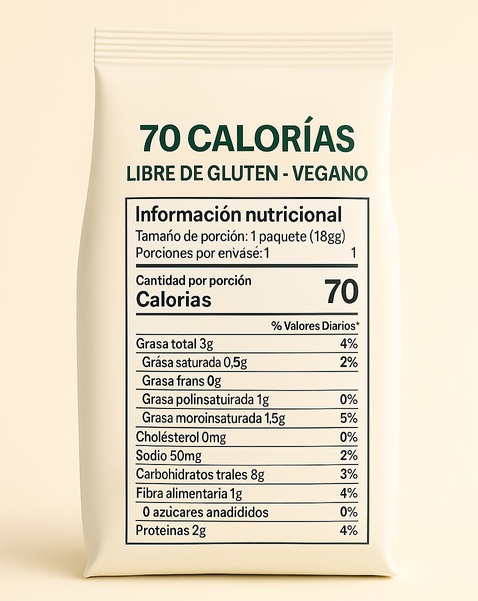 70 CALORÍAS
LIBRE DE GLUTEN - VEGANO
Información nutricional
Tamaño de porción: 1 paquete (18gg)
Porciones por envásé: 1 1
Cantidad por porción
Calorias 70
% Valores Diarios*
Grasa total 3g 4%
Grása saturada 0,5g 2%
Grasa frans 0g
Grasa polinsatuirada 1g 0%
Grasa moroinsaturada 1,5g 5%
Cholésterol 0mg 0%
Sodio 50mg 2%
Carbohidratos trales 8g 3%
Fibra alimentaria 1g 4%
0 azúcares anadididos 0%
Proteinas 2g 4%